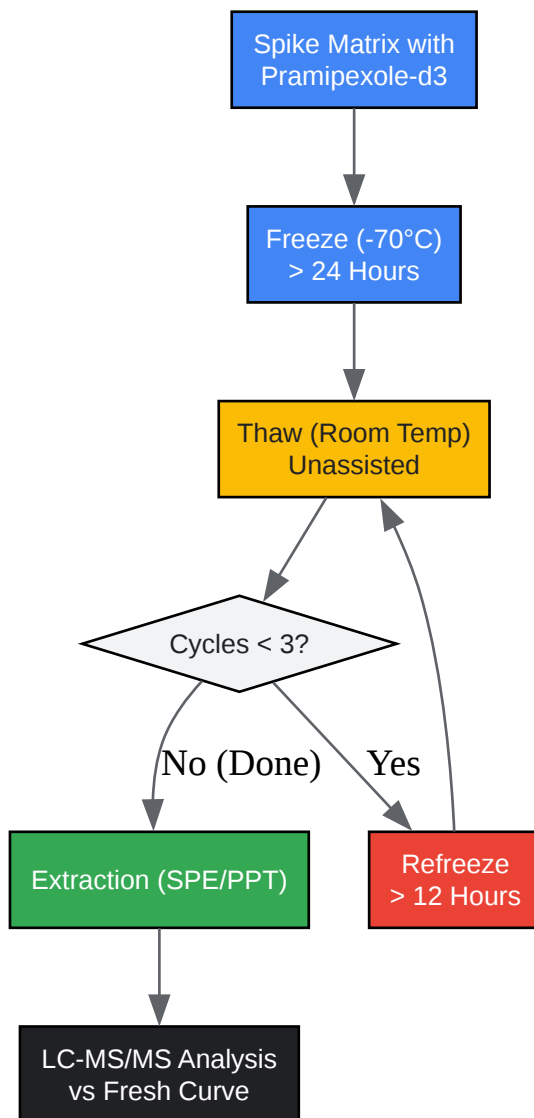 Spike Matrix with
Pramipexole-d3
Freeze (-70°C)
> 24 Hours
Thaw (Room Temp)
Unassisted
Cycles < 3?
No (Done)
Yes
Extraction (SPE/PPT)
Refreeze
> 12 Hours
LC-MS/MS Analysis
vs Fresh Curve